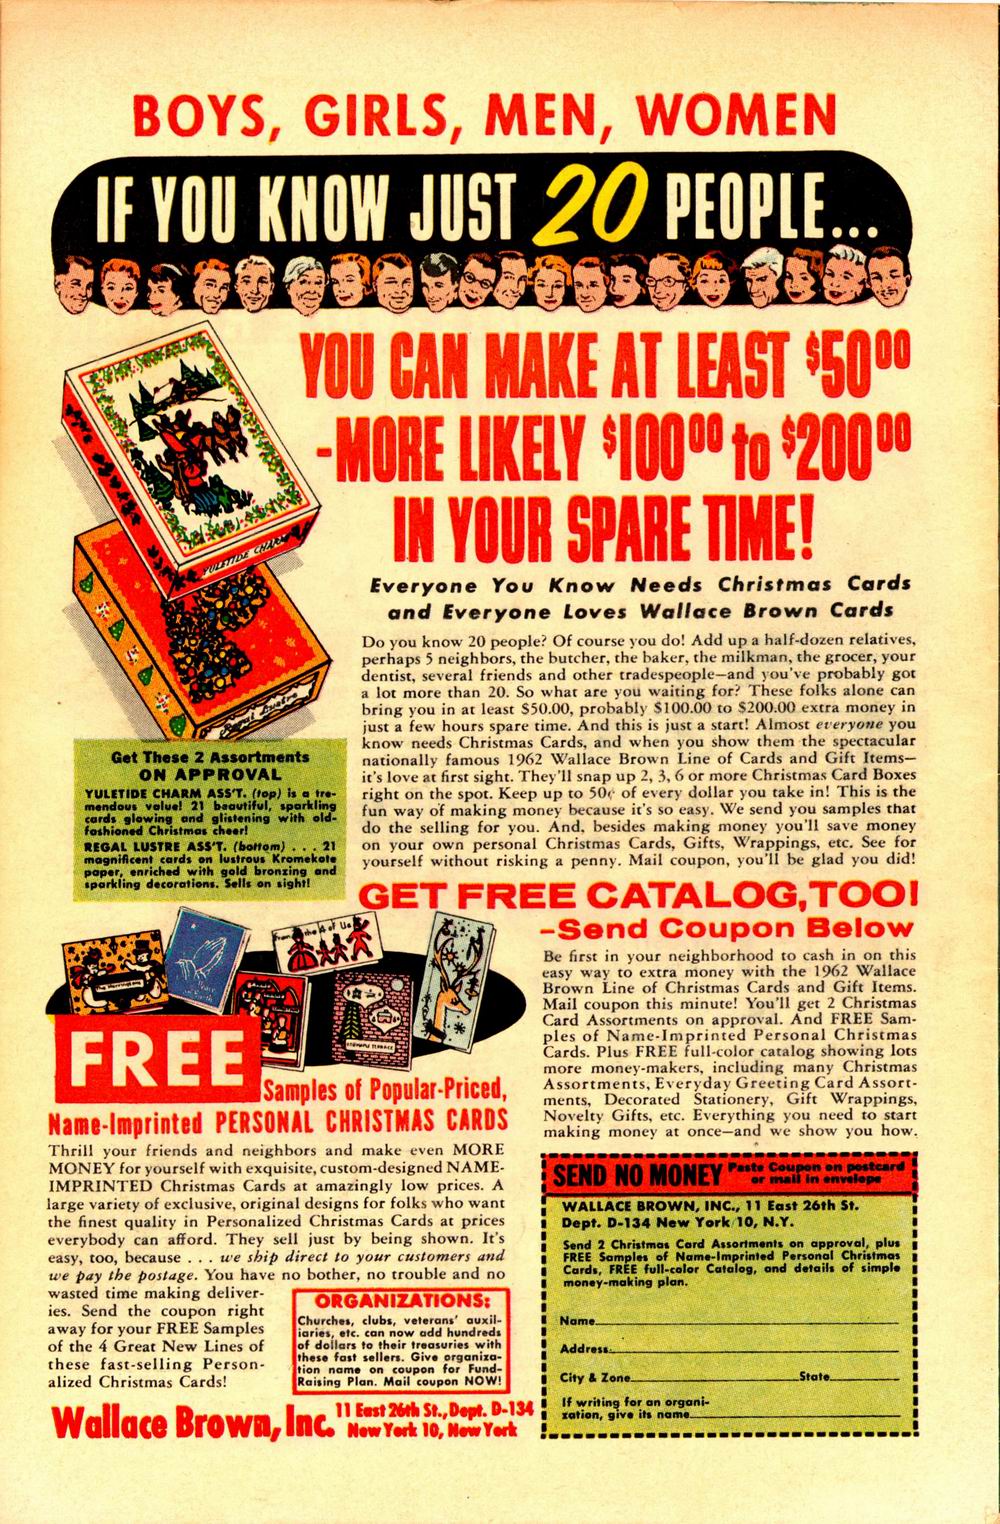 BOYS, GIRLS, MEN, WOMEN
IF YOU KNOW JUST 20 PEOPLE...
YOU CAN MAKE AT LEAST $5000
-MORE LIKELY $10000 to $20000
IN YOUR SPARE TIME!
YULETIDE CHARM
Regal Lustre
Everyone You Know Needs Christmas Cards
and Everyone Loves Wallace Brown Cards
Do you know 20 people? Of course you do! Add up a half-dozen relatives,
perhaps 5 neighbors, the butcher, the baker, the milkman, the grocer, your
dentist, several friends and other tradespeople—and you've probably got
a lot more than 20. So what are you waiting for? These folks alone can
bring you in at least $50.00, probably $100.00 to $200.00 extra money in
just a few hours spare time. And this is just a start! Almost everyone you
know needs Christmas Cards, and when you show them the spectacular
nationally famous 1962 Wallace Brown Line of Cards and Gift Items—
it's love at first sight. They'll snap up 2, 3, 6 or more Christmas Card Boxes
right on the spot. Keep up to 50¢ of every dollar you take in! This is the
fun way of making money because it's so easy. We send you samples that
do the selling for you. And, besides making money you'll save money
on your own personal Christmas Cards, Gifts, Wrappings, etc. See for
yourself without risking a penny. Mail coupon, you'll be glad you did!
Get These 2 Assortments
ON APPROVAL
YULETIDE CHARM ASS'T. (top) is a tre-
mendous value! 21 beautiful, sparkling
cards glowing and glistening with old-
fashioned Christmas cheer!
REGAL LUSTRE ASS'T. (bottom) . . . 21
magnificent cards on lustrous Kromekote
paper, enriched with gold bronzing and
sparkling decorations. Sells on sight!
GET FREE CATALOG, TOO!
-Send Coupon Below
Be first in your neighborhood to cash in on this
easy way to extra money with the 1962 Wallace
Brown Line of Christmas Cards and Gift Items.
Mail coupon this minute! You'll get 2 Christmas
Card Assortments on approval. And FREE Sam-
ples of Name-Imprinted Personal Christmas
Cards. Plus FREE full-color catalog showing lots
more money-makers, including many Christmas
Assortments, Everyday Greeting Card Assort-
ments, Decorated Stationery, Gift Wrappings,
Novelty Gifts, etc. Everything you need to start
making money at once—and we show you how.
From the 4 of Us
FREE
Samples of Popular-Priced,
Name-Imprinted PERSONAL CHRISTMAS CARDS
Thrill your friends and neighbors and make even MORE
MONEY for yourself with exquisite, custom-designed NAME-
IMPRINTED Christmas Cards at amazingly low prices. A
large variety of exclusive, original designs for folks who want
the finest quality in Personalized Christmas Cards at prices
everybody can afford. They sell just by being shown. It's
easy, too, because . . . we ship direct to your customers and
we pay the postage. You have no bother, no trouble and no
wasted time making deliver-
ies. Send the coupon right
away for your FREE Samples
of the 4 Great New Lines of
these fast-selling Person-
alized Christmas Cards!
ORGANIZATIONS:
Churches, clubs, veterans' auxil-
iaries, etc. can now add hundreds
of dollars to their treasuries with
these fast sellers. Give organiza-
tion name on coupon for Fund-
Raising Plan. Mail coupon NOW!
Wallace Brown, Inc. 11 East 26th St., Dept. D-134
New York 10, New York
SEND NO MONEY Paste Coupon on postcard
or mail in envelope
WALLACE BROWN, INC., 11 East 26th St.
Dept. D-134 New York 10, N.Y.
Send 2 Christmas Card Assortments on approval, plus
FREE Samples of Name-Imprinted Personal Christmas
Cards, FREE full-color Catalog, and details of simple
money-making plan.
Name
Address
City & Zone State
If writing for an organi-
zation, give its name